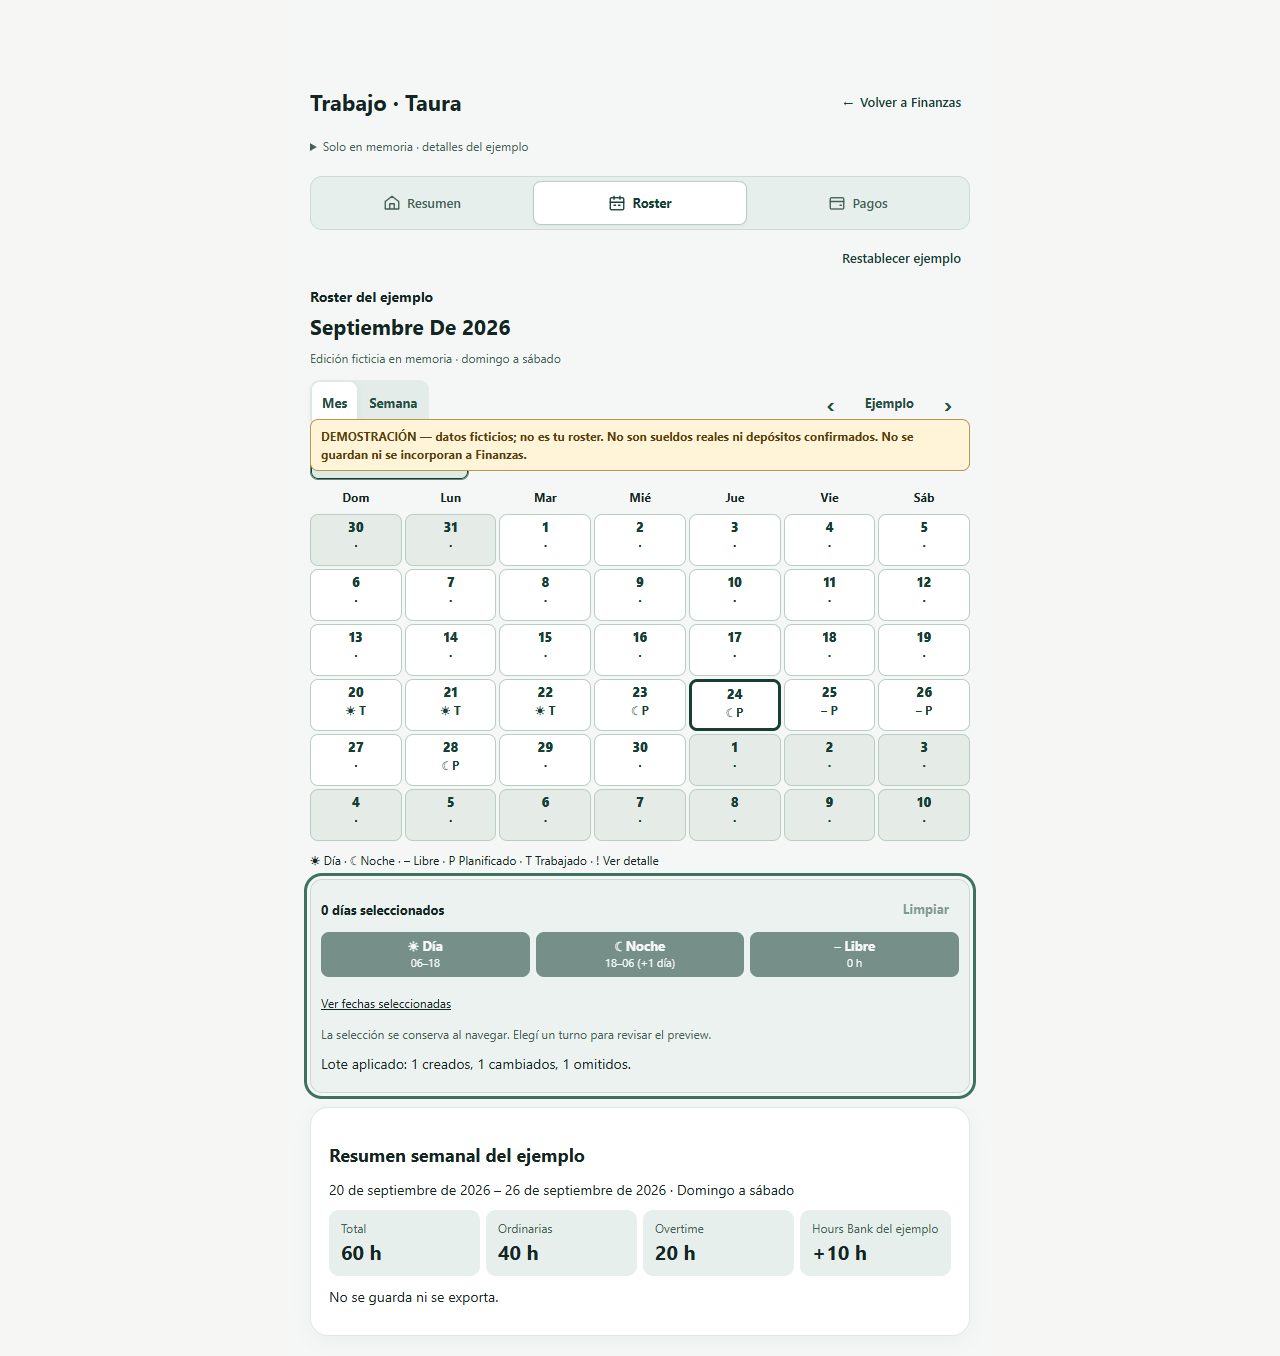 Trabajo · Taura
← Volver a Finanzas
▶ Solo en memoria · detalles del ejemplo
Resumen
Roster
Pagos
Restablecer ejemplo
Roster del ejemplo
Septiembre De 2026
Edición ficticia en memoria · domingo a sábado
Mes Semana
‹ Ejemplo ›
DEMOSTRACIÓN — datos ficticios; no es tu roster. No son sueldos reales ni depósitos confirmados. No se
guardan ni se incorporan a Finanzas.
Dom Lun Mar Mié Jue Vie Sáb
30 31 1 2 3 4 5
· · · · · · ·
6 7 8 9 10 11 12
· · · · · · ·
13 14 15 16 17 18 19
· · · · · · ·
20 21 22 23 24 25 26
☀ T ☀ T ☀ T ☾ P ☾ P – P – P
27 28 29 30 1 2 3
· ☾ P · · · · ·
4 5 6 7 8 9 10
· · · · · · ·
☀ Día · ☾ Noche · – Libre · P Planificado · T Trabajado · ! Ver detalle
0 días seleccionados
Limpiar
☀ Día ☾ Noche – Libre
06–18 18–06 (+1 día) 0 h
Ver fechas seleccionadas
La selección se conserva al navegar. Elegí un turno para revisar el preview.
Lote aplicado: 1 creados, 1 cambiados, 1 omitidos.
Resumen semanal del ejemplo
20 de septiembre de 2026 – 26 de septiembre de 2026 · Domingo a sábado
Total Ordinarias Overtime Hours Bank del ejemplo
60 h 40 h 20 h +10 h
No se guarda ni se exporta.